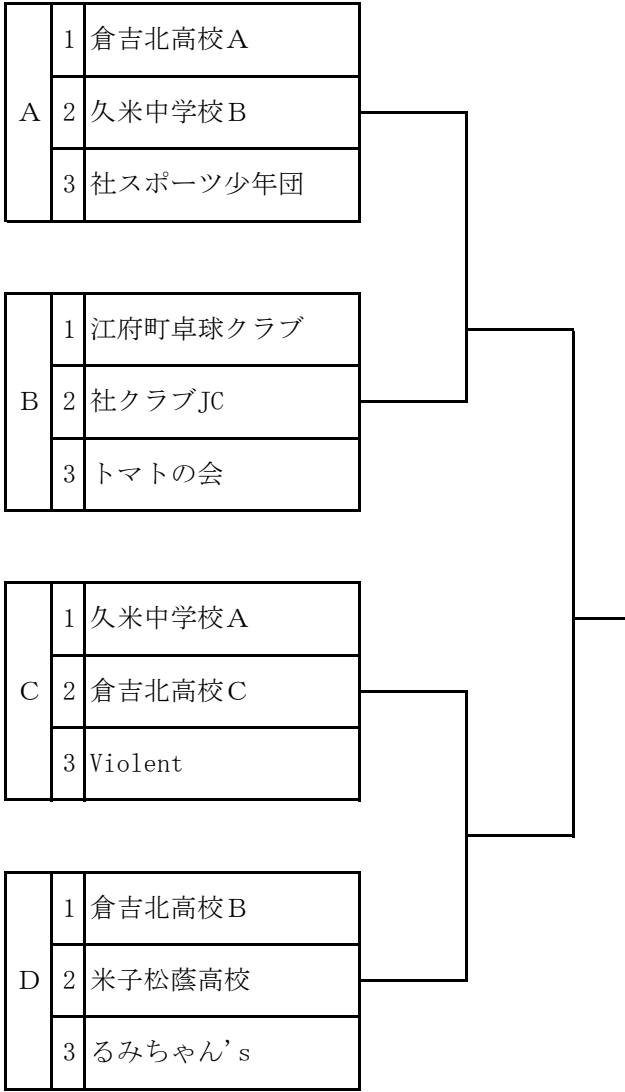 A
1 倉吉北高校A
2 久米中学校B
3 社スポーツ少年団
B
1 江府町卓球クラブ
2 社クラブJC
3 トマトの会
C
1 久米中学校A
2 倉吉北高校C
3 Violent
D
1 倉吉北高校B
2 米子松蔭高校
3 るみちゃん's